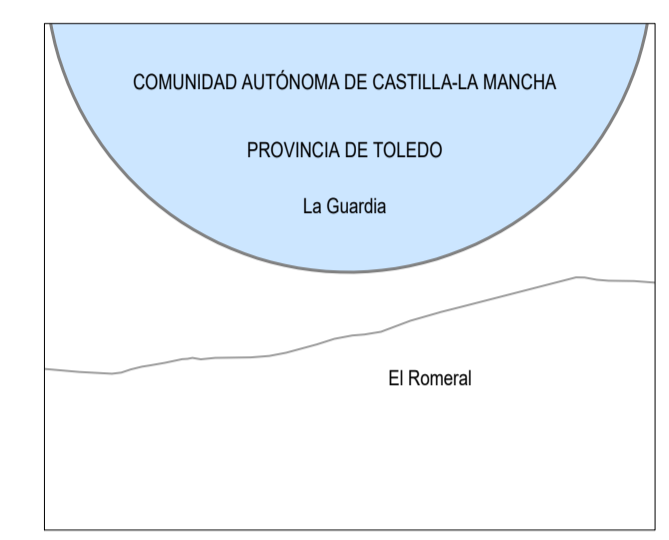 COMUNIDAD AUTÓNOMA DE CASTILLA-LA MANCHA
PROVINCIA DE TOLEDO
La Guardia
El Romeral